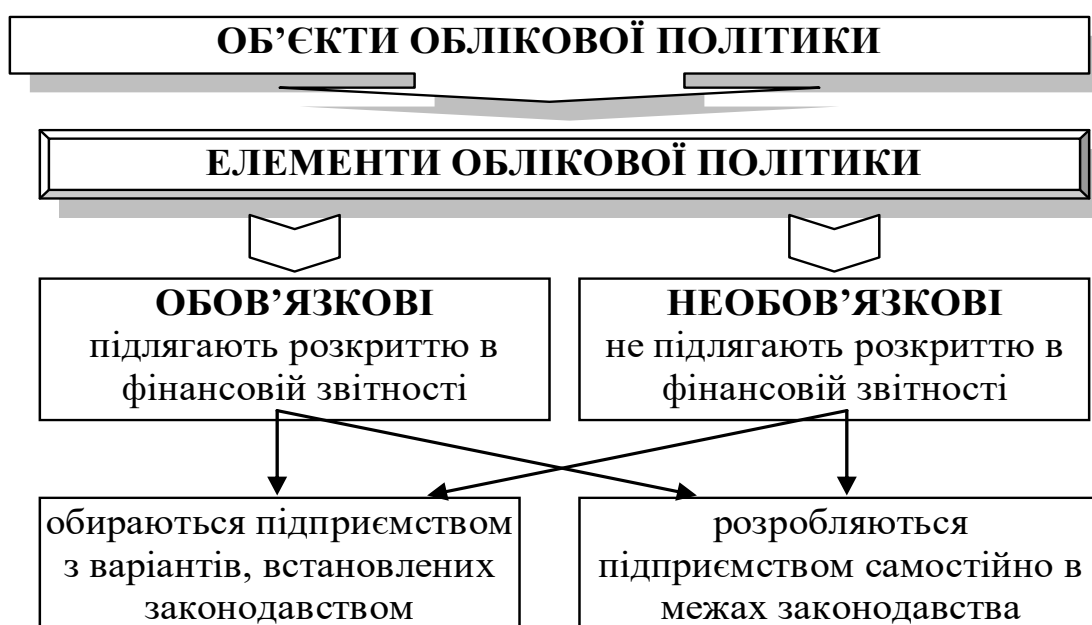 ОБ’ЄКТИ ОБЛІКОВОЇ ПОЛІТИКИ
ЕЛЕМЕНТИ ОБЛІКОВОЇ ПОЛІТИКИ
ОБОВ’ЯЗКОВІ
підлягають розкриттю в
фінансовій звітності
НЕОБОВ’ЯЗКОВІ
не підлягають розкриттю в
фінансовій звітності
обираються підприємством
з варіантів, встановлених
законодавством
розробляються
підприємством самостійно в
межах законодавства